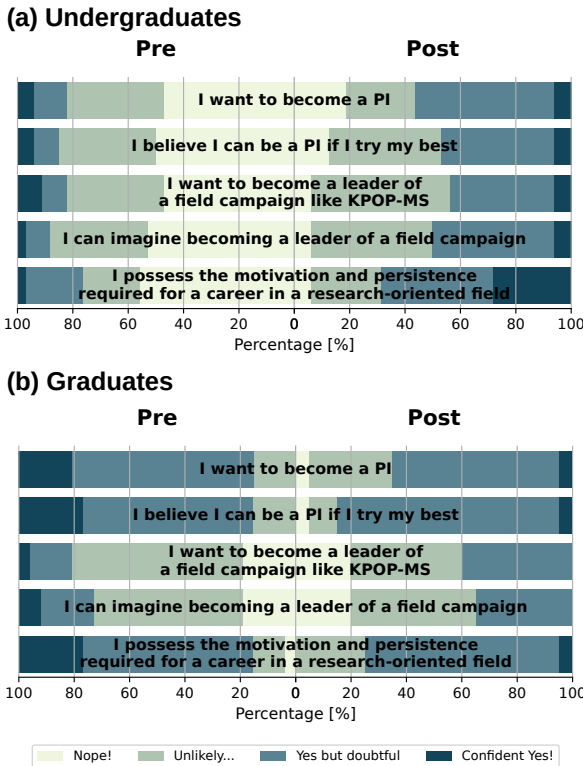 (a) Undergraduates
Pre Post
I want to become a PI
I believe I can be a PI if I try my best
I want to become a leader of
a field campaign like KPOP-MS
I can imagine becoming a leader of a field campaign
I possess the motivation and persistence
required for a career in a research-oriented field
100 80 60 40 20 0 20 40 60 80 100
Percentage [%]
(b) Graduates
Pre Post
I want to become a PI
I believe I can be a PI if I try my best
I want to become a leader of
a field campaign like KPOP-MS
I can imagine becoming a leader of a field campaign
I possess the motivation and persistence
required for a career in a research-oriented field
100 80 60 40 20 0 20 40 60 80 100
Percentage [%]
Nope! Unlikely... Yes but doubtful Confident Yes!